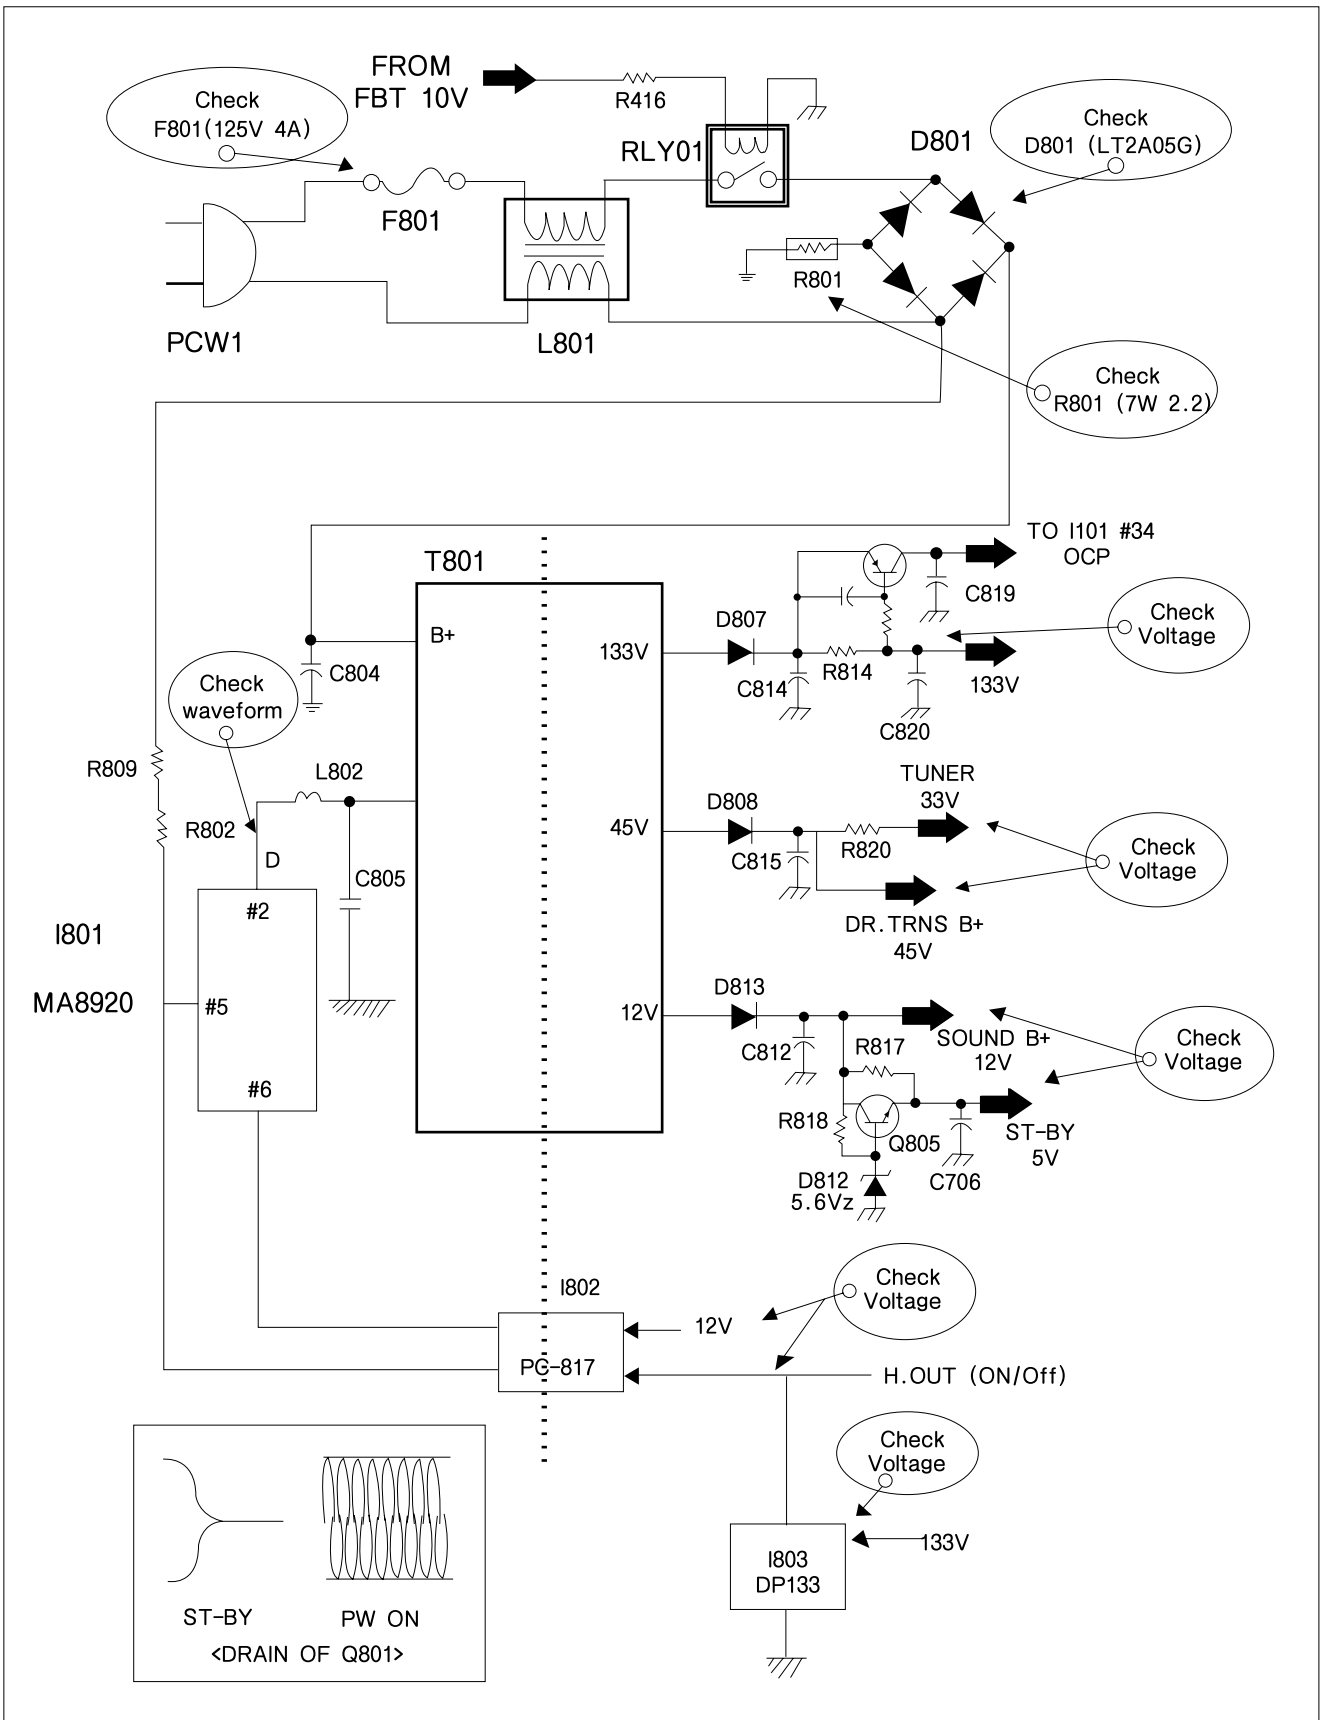 FROM
FBT 10V
R416
Check
F801(125V 4A)
RLY01
D801
Check
D801 (LT2A05G)
F801
R801
PCW1
L801
Check
R801 (7W 2.2)
TO I101 #34
OCP
T801
B+
133V
D807
C819
Check
Voltage
C804
C814
R814
133V
C820
Check
waveform
R809
L802
TUNER
33V
D808
R802
45V
C815
R820
Check
Voltage
D
C805
#2
DR.TRNS B+
45V
I801
MA8920
#5
D813
12V
SOUND B+
12V
C812
R817
Check
Voltage
#6
R818
Q805
ST-BY
5V
D812
5.6Vz
C706
I802
Check
Voltage
12V
PC-817
H.OUT (ON/Off)
Check
Voltage
133V
I803
DP133
ST-BY
PW ON
<DRAIN OF Q801>